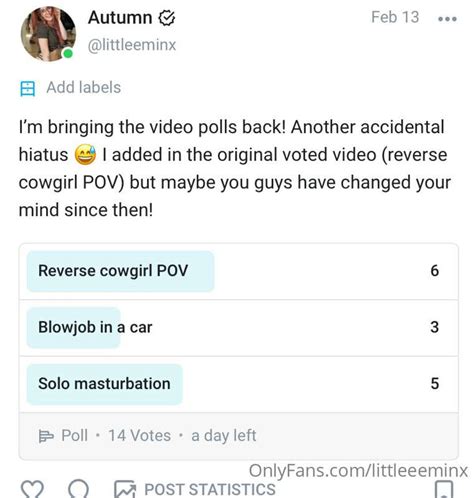 Autumn
Feb 13
@littleeeminx
Add labels
I'm bringing the video polls back! Another accidental
hiatus 😅 I added in the original voted video (reverse
cowgirl POV) but maybe you guys have changed your
mind since then!
Reverse cowgirl POV 6
Blowjob in a car 3
Solo masturbation 5
Poll • 14 Votes • a day left
OnlyFans.com/littleeeminx
POST STATISTICS